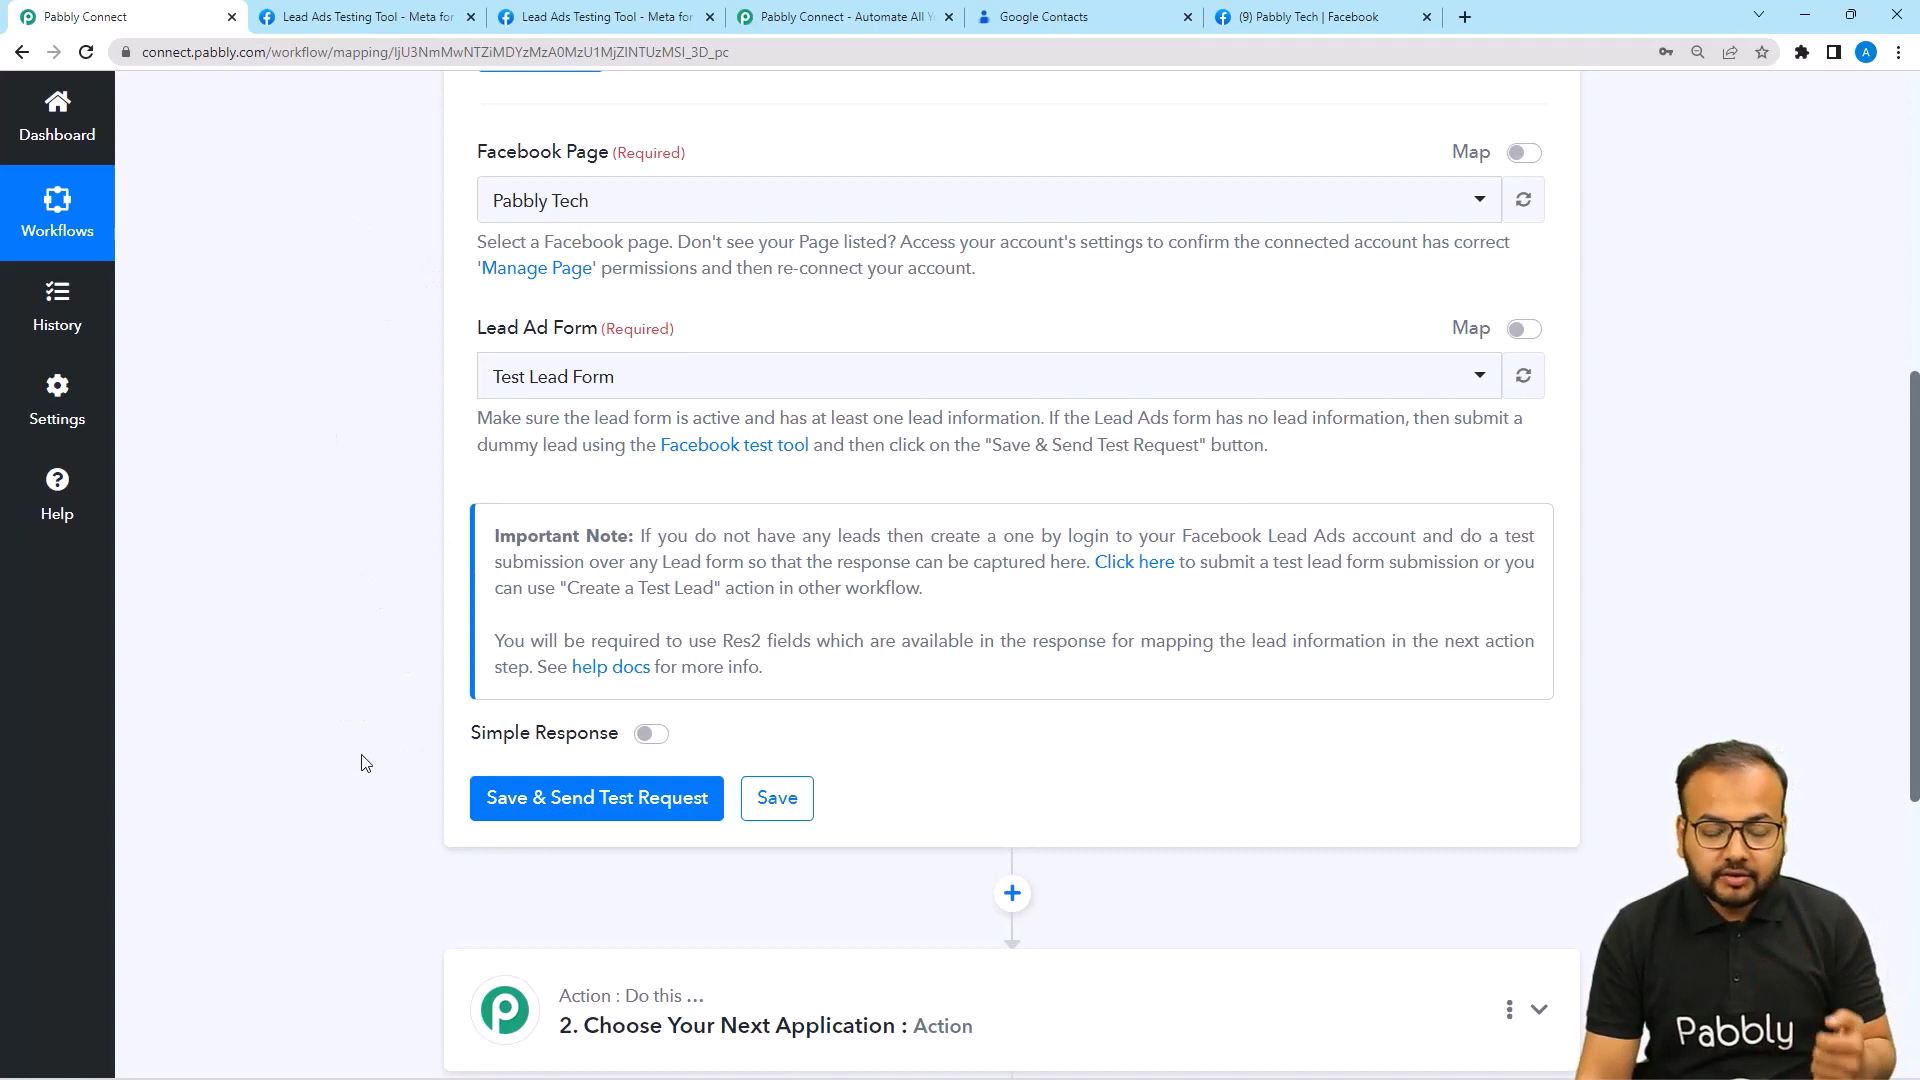 Pabbly Connect
Lead Ads Testing Tool - Meta for
Lead Ads Testing Tool - Meta for
Pabbly Connect - Automate All Y
Google Contacts
(9) Pabbly Tech | Facebook
connect.pabbly.com/workflow/mapping/IjU3NmMwNTZiMDYzMzA0MzU1MjZlNTUzMSI_3D_pc
A
Dashboard
Workflows
History
Settings
Help
Facebook Page (Required)
Map
Pabbly Tech
Select a Facebook page. Don't see your Page listed? Access your account's settings to confirm the connected account has correct
'Manage Page' permissions and then re-connect your account.
Lead Ad Form (Required)
Map
Test Lead Form
Make sure the lead form is active and has at least one lead information. If the Lead Ads form has no lead information, then submit a
dummy lead using the Facebook test tool and then click on the "Save & Send Test Request" button.
Important Note: If you do not have any leads then create a one by login to your Facebook Lead Ads account and do a test
submission over any Lead form so that the response can be captured here. Click here to submit a test lead form submission or you
can use "Create a Test Lead" action in other workflow.
You will be required to use Res2 fields which are available in the response for mapping the lead information in the next action
step. See help docs for more info.
Simple Response
Save & Send Test Request
Save
Action : Do this ...
2. Choose Your Next Application : Action
Pabbly